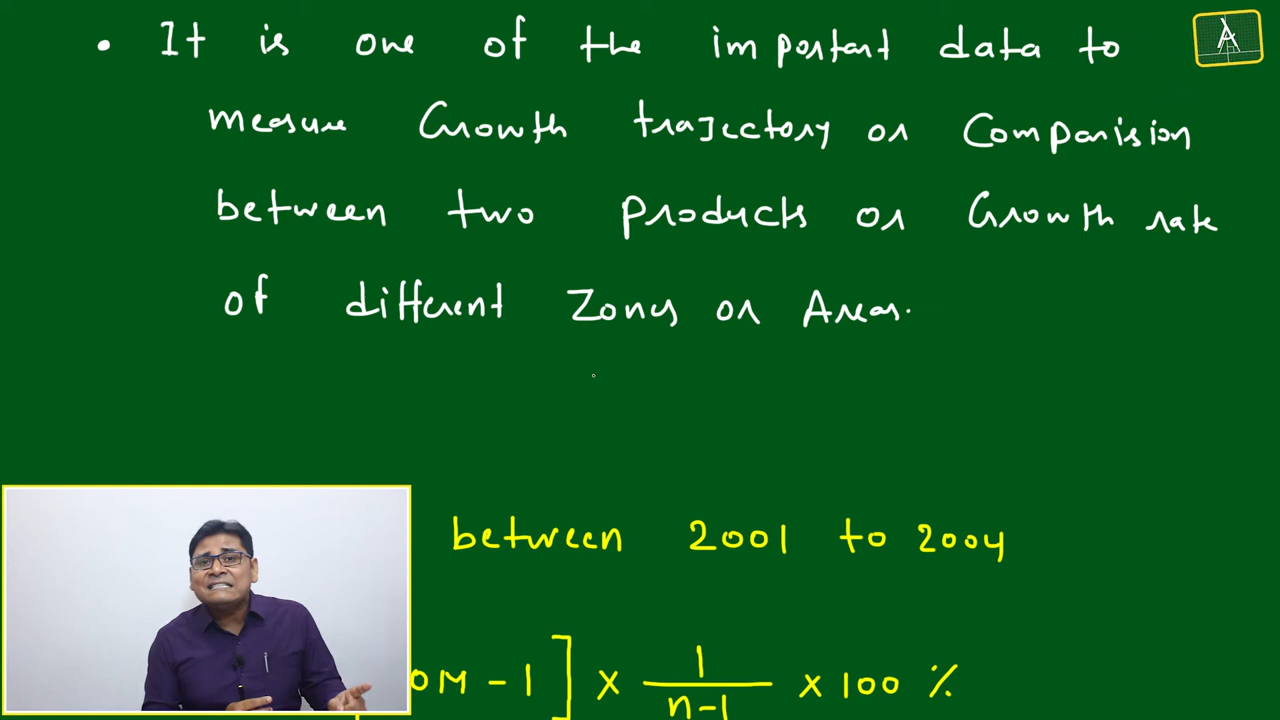 • It is one of the important data to
measure Growth trajectory or Comparision
between two products or Growth rate
of different Zones or Areas.
between 2001 to 2004
OM - 1 ] × 1/n-1 × 100 %
A